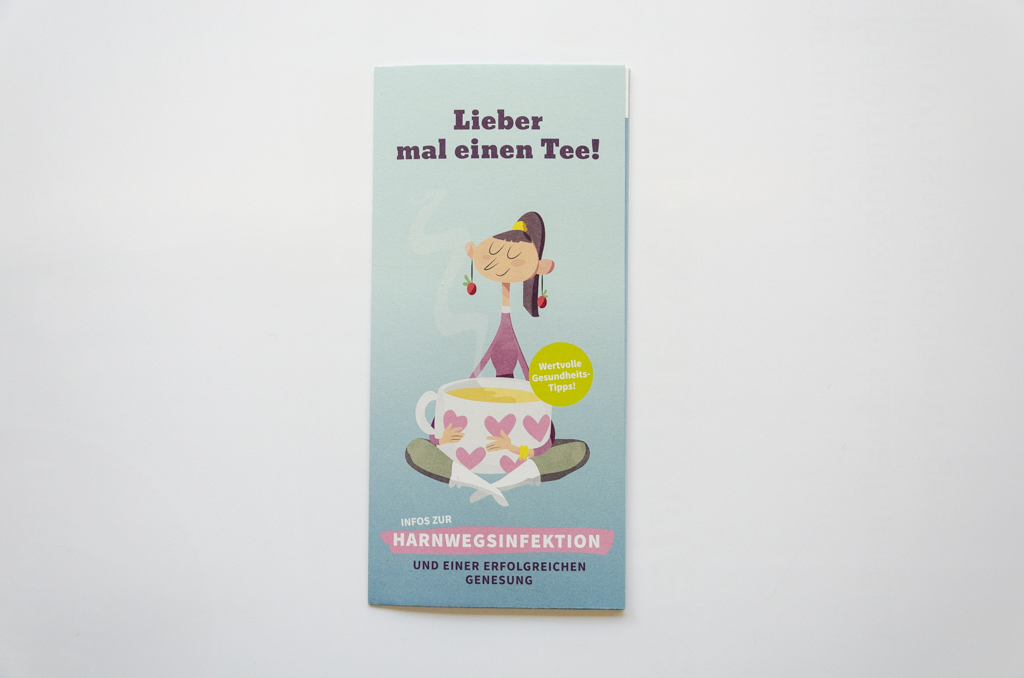 Lieber
mal einen Tee!
Wertvolle
Gesundheits-
Tipps!
INFOS ZUR
HARNWEGSINFEKTION
UND EINER ERFOLGREICHEN
GENESUNG